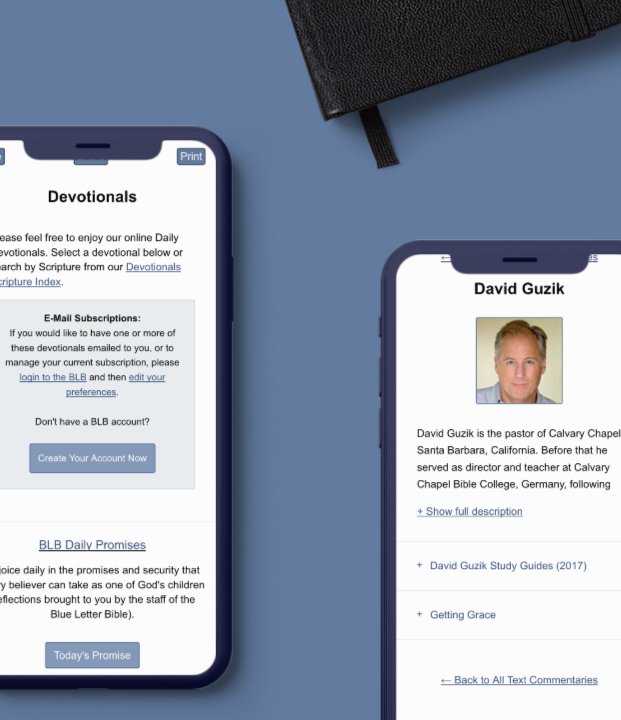 Print
Devotionals
ease feel free to enjoy our online Daily
evotionals. Select a devotional below or
earch by Scripture from our Devotionals
cripture Index.
E-Mail Subscriptions:
If you would like to have one or more of
these devotionals emailed to you, or to
manage your current subscription, please
login to the BLB and then edit your
preferences.
Don't have a BLB account?
Create Your Account Now
BLB Daily Promises
joice daily in the promises and security that
y believer can take as one of God's children
eflections brought to you by the staff of the
Blue Letter Bible).
Today's Promise
David Guzik
David Guzik is the pastor of Calvary Chapel
Santa Barbara, California. Before that he
served as director and teacher at Calvary
Chapel Bible College, Germany, following
+ Show full description
+ David Guzik Study Guides (2017)
+ Getting Grace
← Back to All Text Commentaries